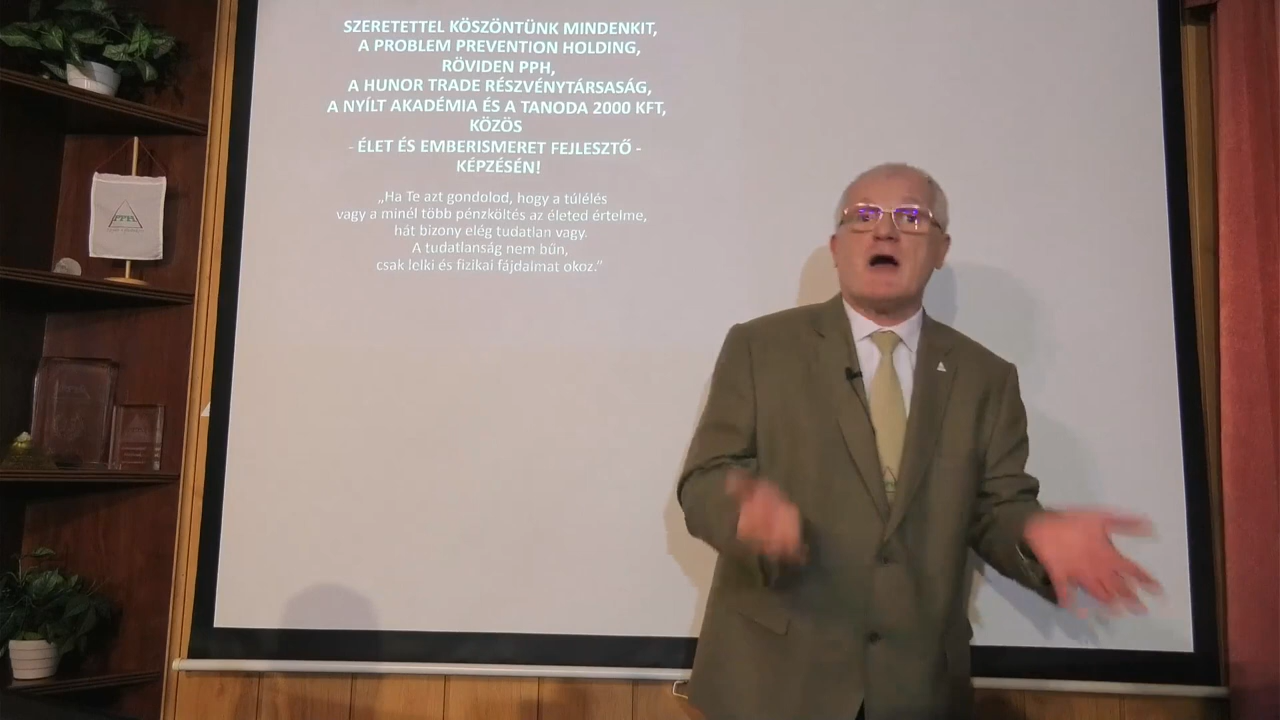 SZERETETTEL KÖSZÖNTÜNK MINDENKIT,
A PROBLEM PREVENTION HOLDING,
RÖVIDEN PPH,
A HUNOR TRADE RÉSZVÉNYTÁRSASÁG,
A NYÍLT AKADÉMIA ÉS A TANODA 2000 KFT,
KÖZÖS
- ÉLET ÉS EMBERISMERET FEJLESZTŐ -
KÉPZÉSÉN!
„Ha Te azt gondolod, hogy a túlélés
vagy a minél több pénzköltés az életed értelme,
hát bizony elég tudatlan vagy.
A tudatlanság nem bűn,
csak lelki és fizikai fájdalmat okoz.”